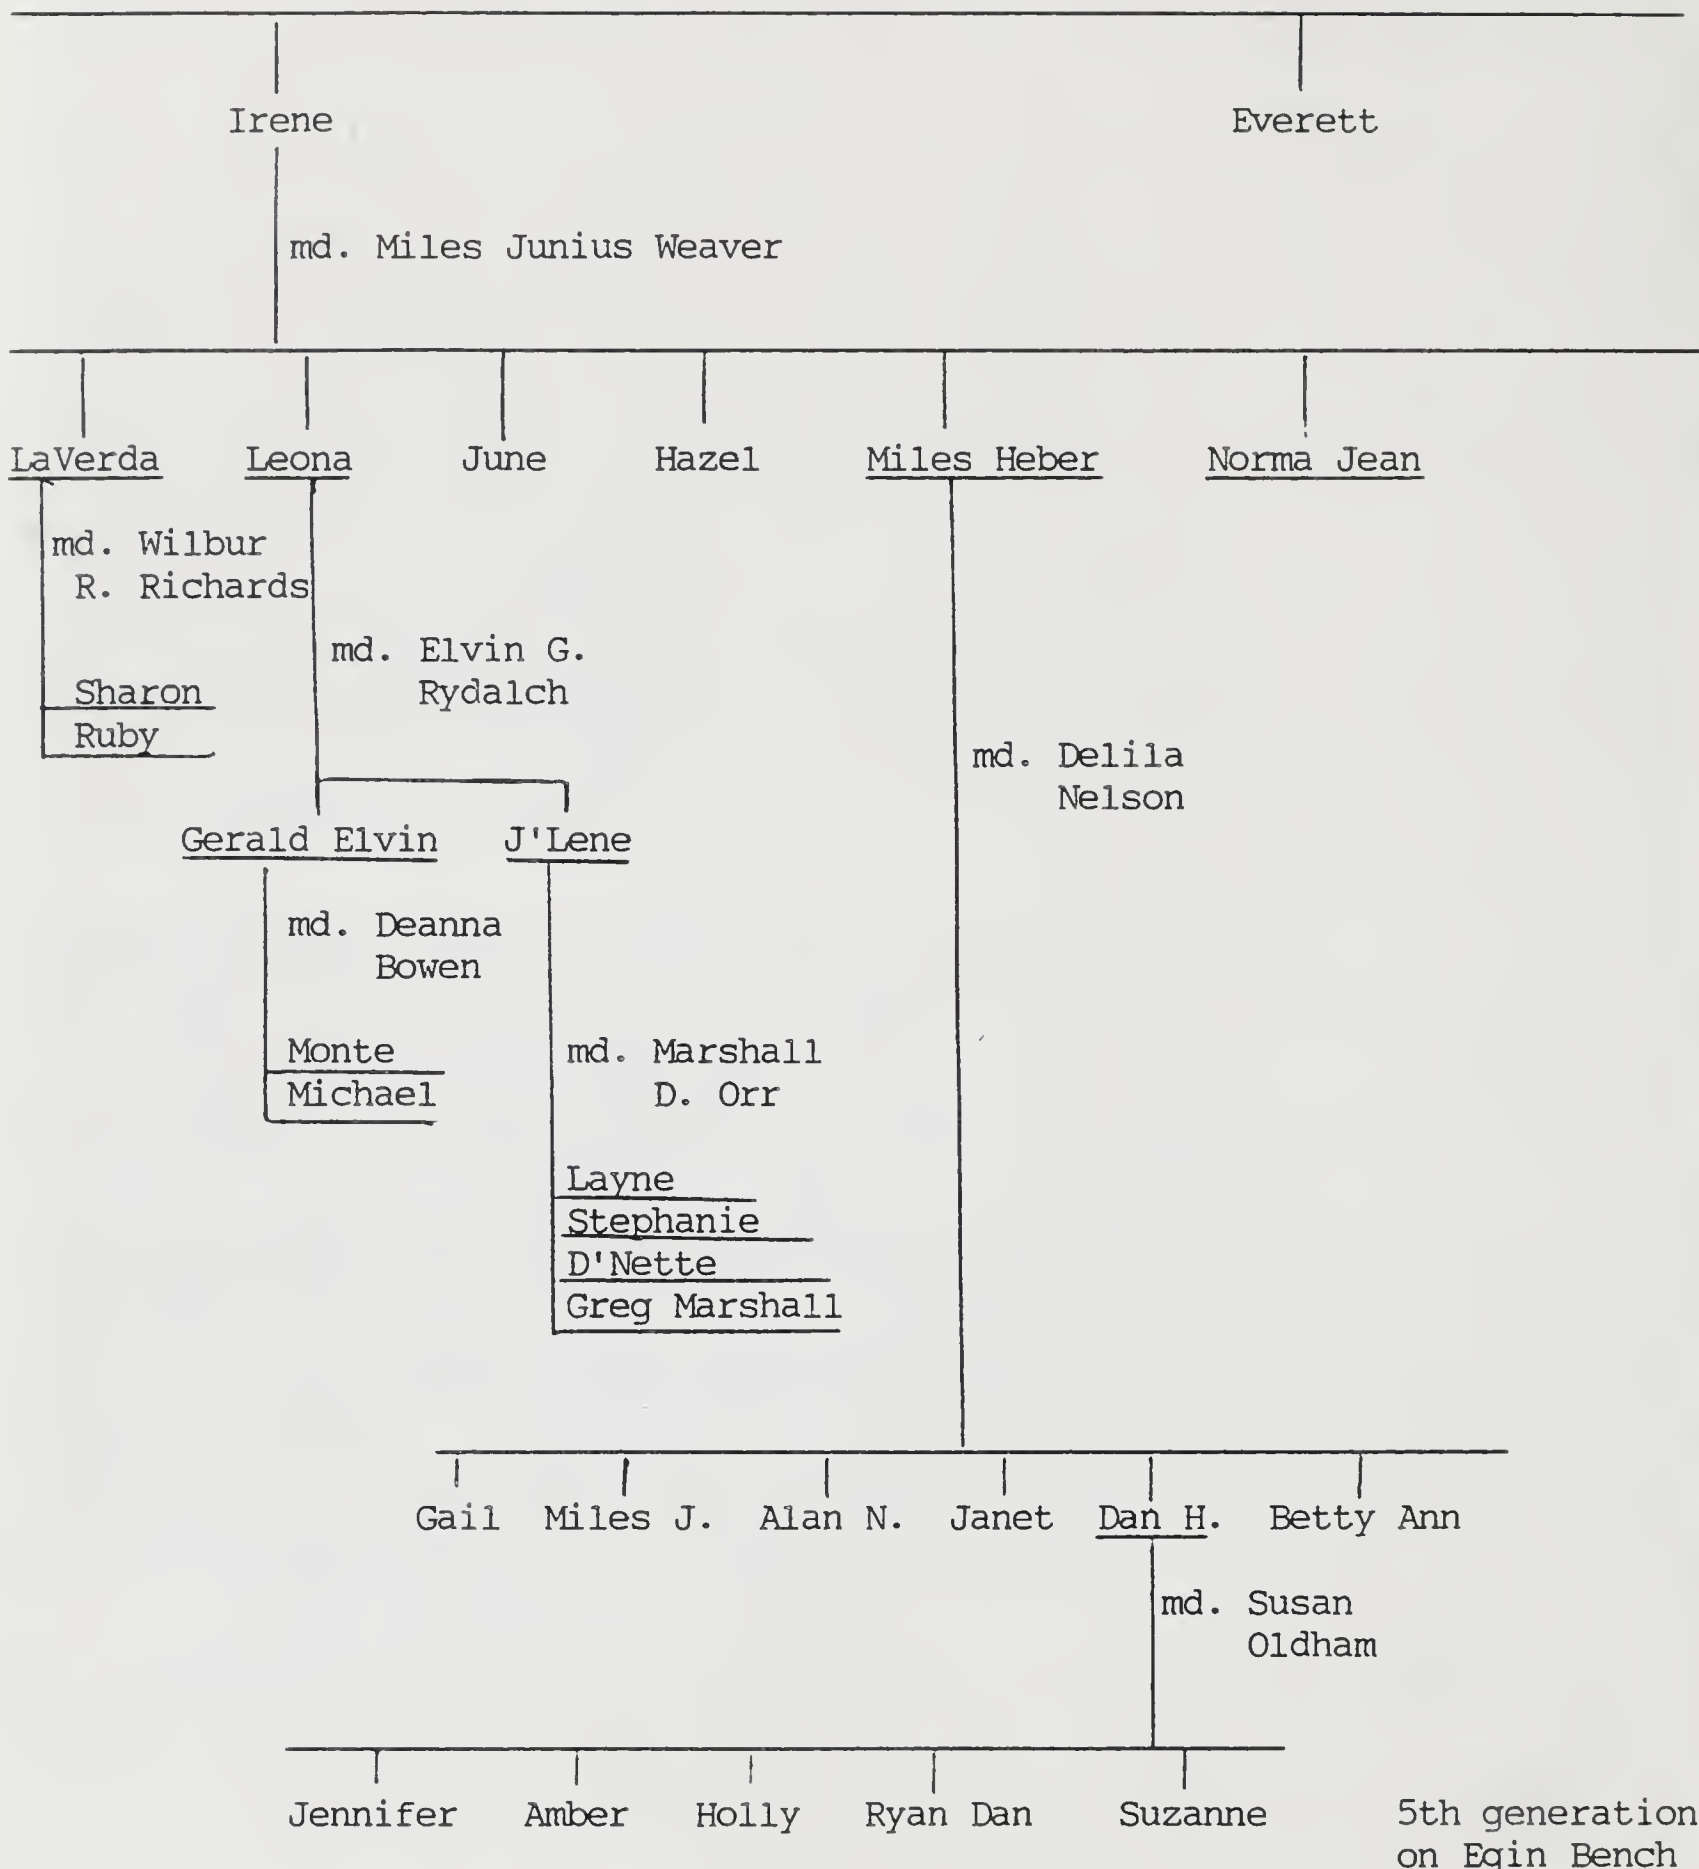 Irene Everett
md. Miles Junius Weaver
LaVerda Leona June Hazel Miles Heber Norma Jean
md. Wilbur
R. Richards
md. Elvin G.
Rydalch
Sharon
Ruby
md. Delila
Nelson
Gerald Elvin J'Lene
md. Deanna
Bowen
Monte
Michael
md. Marshall
D. Orr
Layne
Stephanie
D'Nette
Greg Marshall
Gail Miles J. Alan N. Janet Dan H. Betty Ann
md. Susan
Oldham
Jennifer Amber Holly Ryan Dan Suzanne
5th generation
on Egin Bench